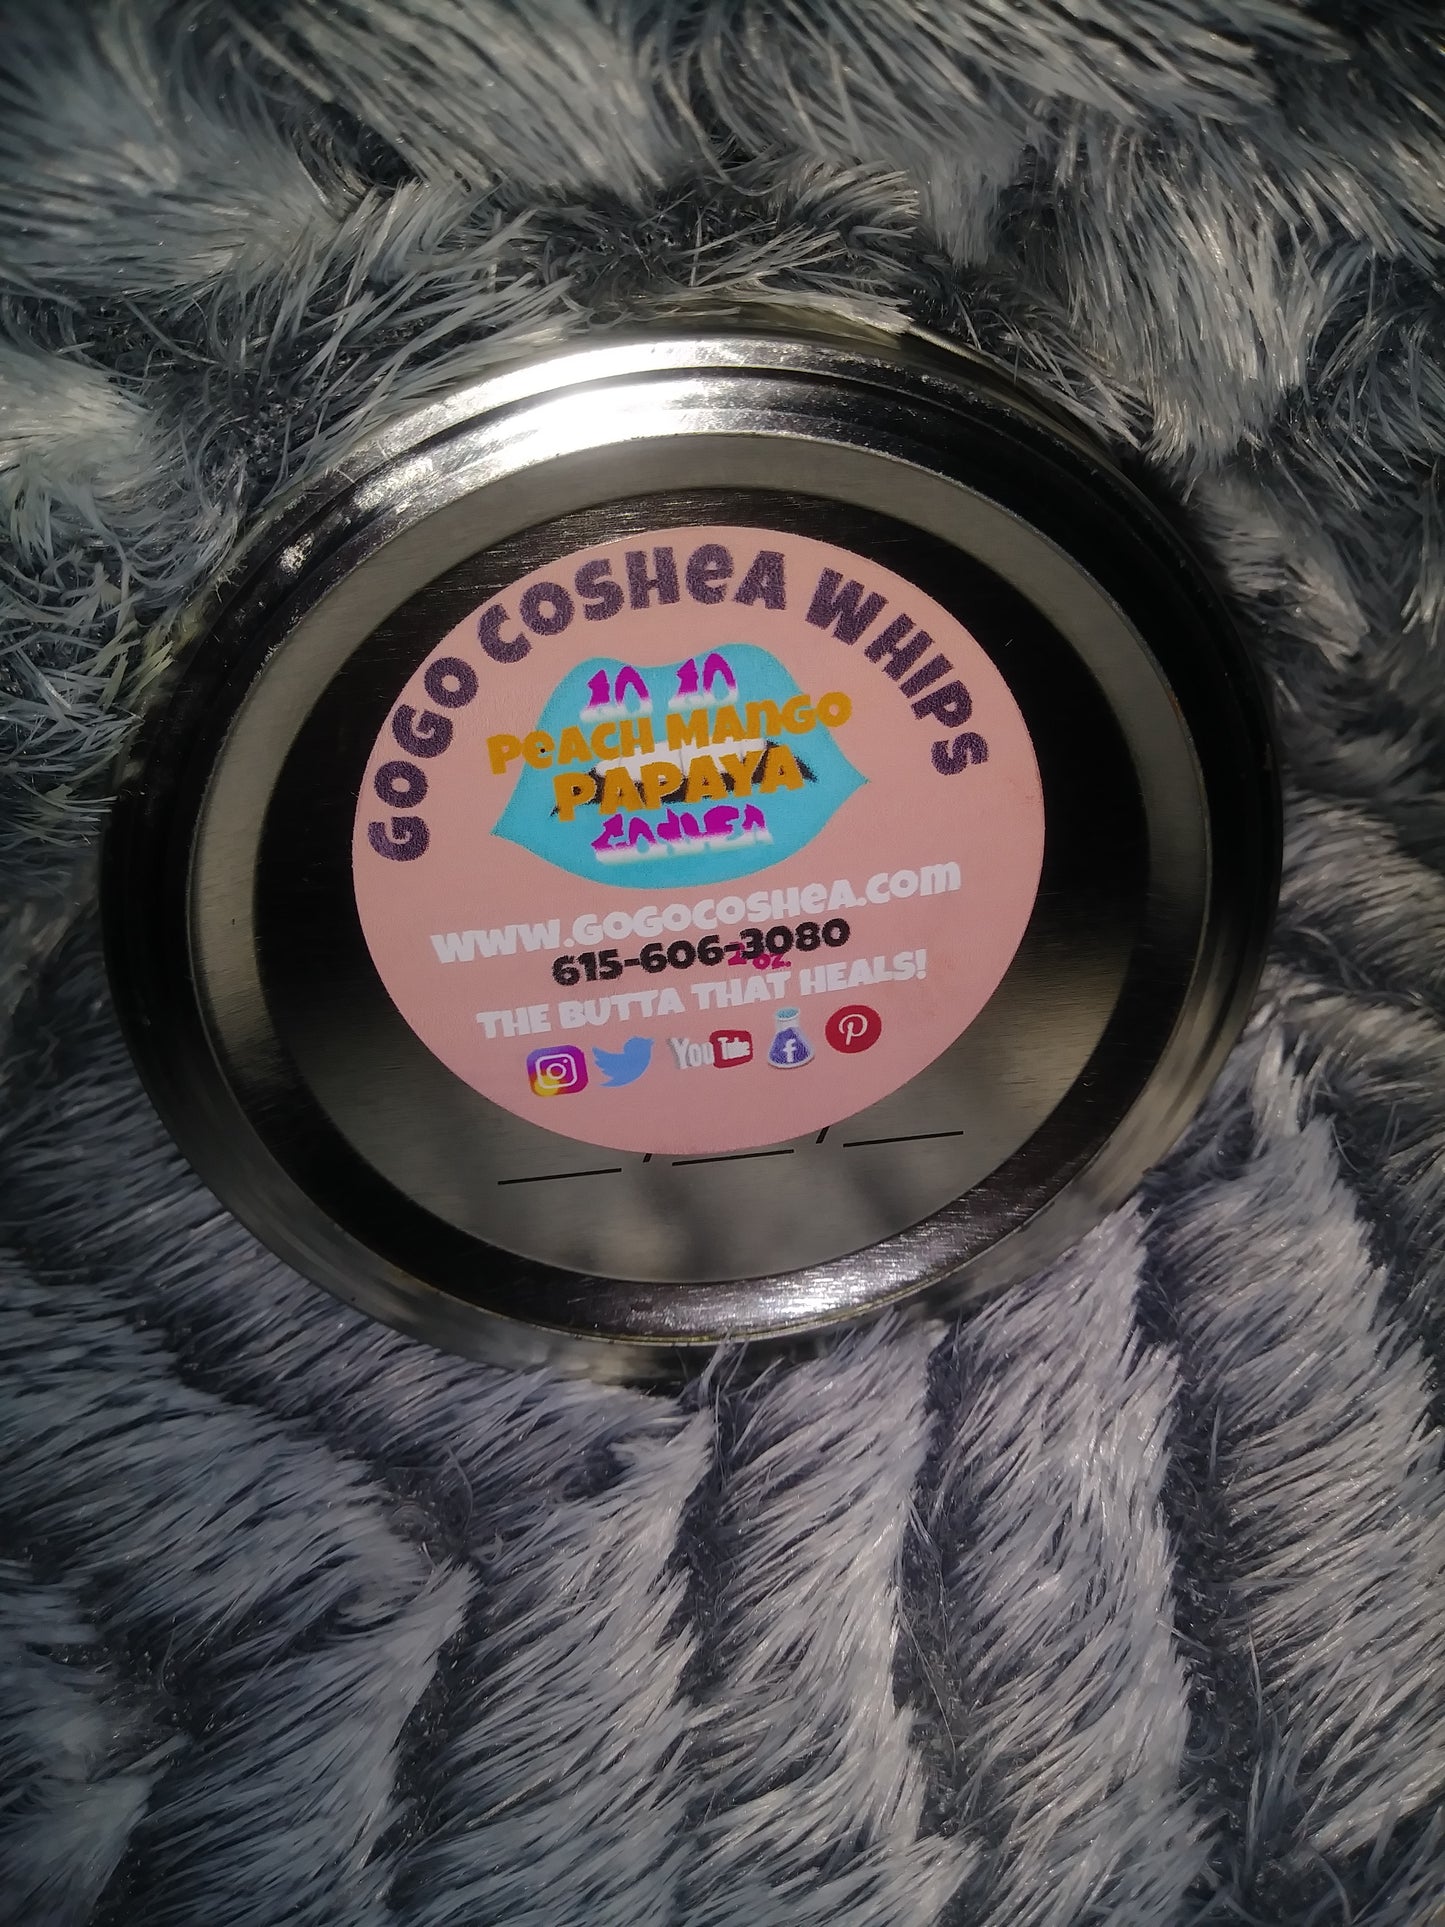 GOGO COSHEA WHIPS
PEACH MANGO
PAPAYA
www.gogocoshea.com
615-606-3080
2 oz.
THE BUTTA THAT HEALS!
You Tube